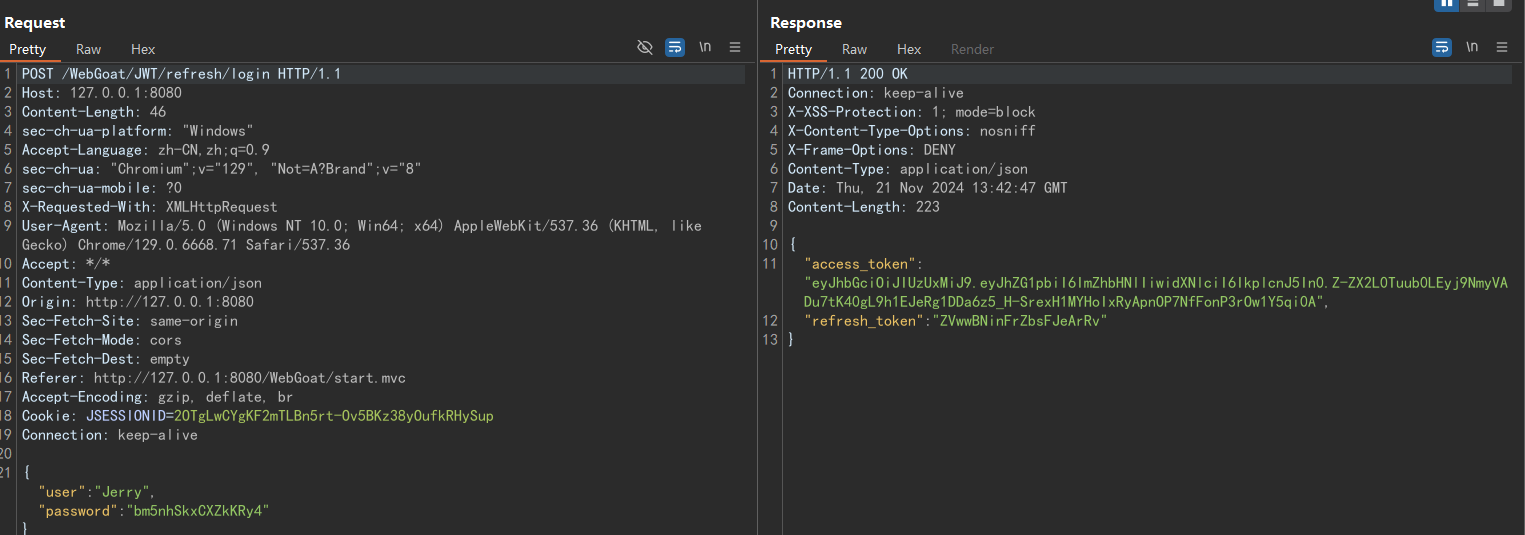 Request
Pretty Raw Hex
\n
1 POST /WebGoat/JWT/refresh/login HTTP/1.1
2 Host: 127.0.0.1:8080
3 Content-Length: 46
4 sec-ch-ua-platform: "Windows"
5 Accept-Language: zh-CN,zh;q=0.9
6 sec-ch-ua: "Chromium";v="129", "Not=A?Brand";v="8"
7 sec-ch-ua-mobile: ?0
8 X-Requested-With: XMLHttpRequest
9 User-Agent: Mozilla/5.0 (Windows NT 10.0; Win64; x64) AppleWebKit/537.36 (KHTML, like
Gecko) Chrome/129.0.6668.71 Safari/537.36
10 Accept: */*
11 Content-Type: application/json
12 Origin: http://127.0.0.1:8080
13 Sec-Fetch-Site: same-origin
14 Sec-Fetch-Mode: cors
15 Sec-Fetch-Dest: empty
16 Referer: http://127.0.0.1:8080/WebGoat/start.mvc
17 Accept-Encoding: gzip, deflate, br
18 Cookie: JSESSIONID=2OTgLwCYgKF2mTLBn5rt-Ov5BKz38yOufkRHySup
19 Connection: keep-alive
20
21 {
"user":"Jerry",
"password":"bm5nhSkxCXZkKRy4"
}
Response
Pretty Raw Hex Render
\n
1 HTTP/1.1 200 OK
2 Connection: keep-alive
3 X-XSS-Protection: 1; mode=block
4 X-Content-Type-Options: nosniff
5 X-Frame-Options: DENY
6 Content-Type: application/json
7 Date: Thu, 21 Nov 2024 13:42:47 GMT
8 Content-Length: 223
9
10 {
11 "access_token":
"eyJhbGciOiJIUzUxMiJ9.eyJhZG1pbiI6ImZhbHNlIiwidXNlciI6IkplcnJ5In0.Z-ZX2L0Tuub0LEyj9NmyVA
Du7tK40gL9h1EJeRg1DDa6z5_H-SrexH1MYHoIxRyApnOP7NfFonP3rOw1Y5qi0A",
12 "refresh_token":"ZVwwBNinFrZbsFJeArRv"
13 }